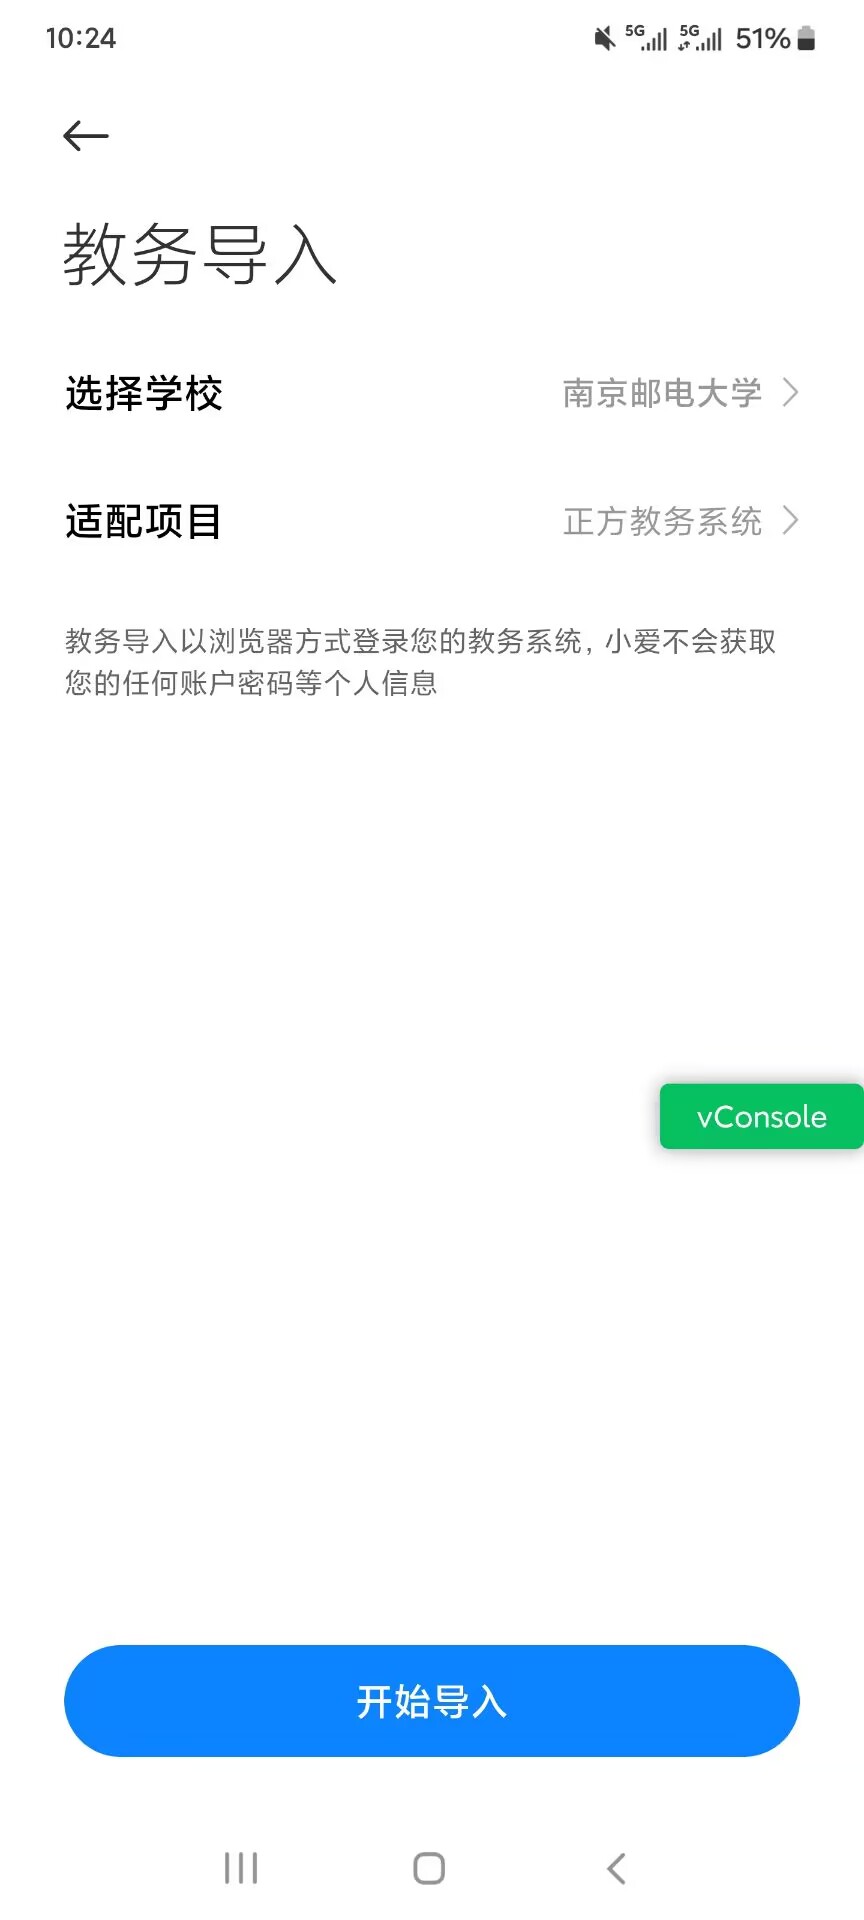 10:24
5G 5G 51%
教务导入
选择学校 南京邮电大学
适配项目 正方教务系统
教务导入以浏览器方式登录您的教务系统, 小爱不会获取
您的任何账户密码等个人信息
vConsole
开始导入